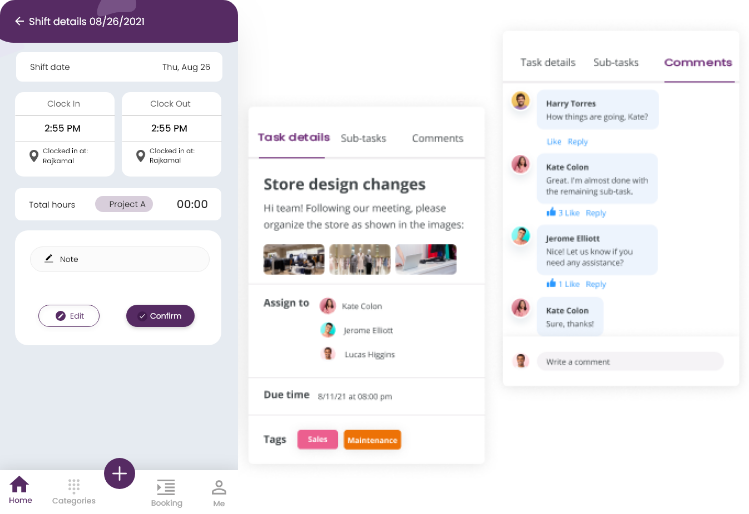 Shift details 08/26/2021
Shift date Thu, Aug 26
Clock In Clock Out
2:55 PM 2:55 PM
Clocked in at: Clocked in at:
Rajkamal Rajkamal
Total hours Project A 00:00
Note
Edit Confirm
Home Categories Booking Me
Task details Sub-tasks Comments
Store design changes
Hi team! Following our meeting, please
organize the store as shown in the images:
Assign to Kate Colon
Jerome Elliott
Lucas Higgins
Due time 8/11/21 at 08:00 pm
Tags Sales Maintenance
Task details Sub-tasks Comments
Harry Torres
How things are going, Kate?
Like Reply
Kate Colon
Great. I'm almost done with
the remaining sub-task.
3 Like Reply
Jerome Elliott
Nice! Let us know if you
need any assistance?
1 Like Reply
Kate Colon
Sure, thanks!
Write a comment